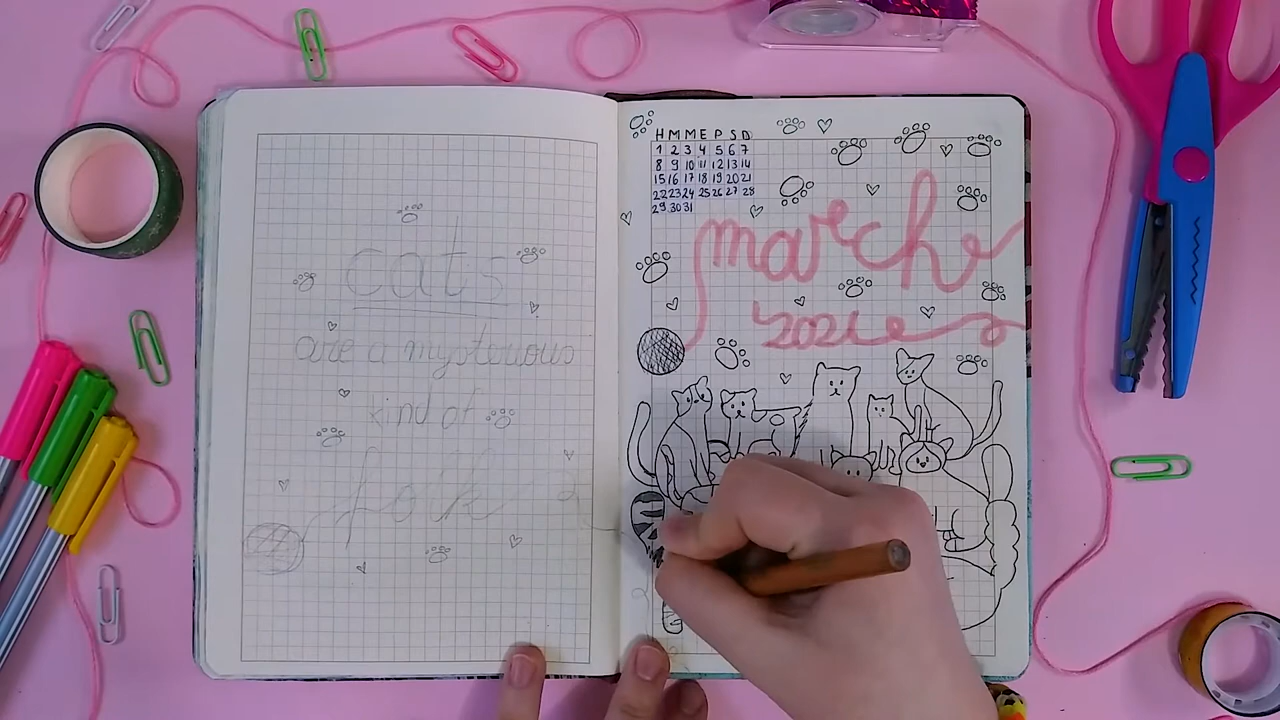 cats
are a mysterious
kind of
folk
H M M E P S D
1 2 3 4 5 6 7
8 9 10 11 12 13 14
15 16 17 18 19 20 21
22 23 24 25 26 27 28
29 30 31
march
2021